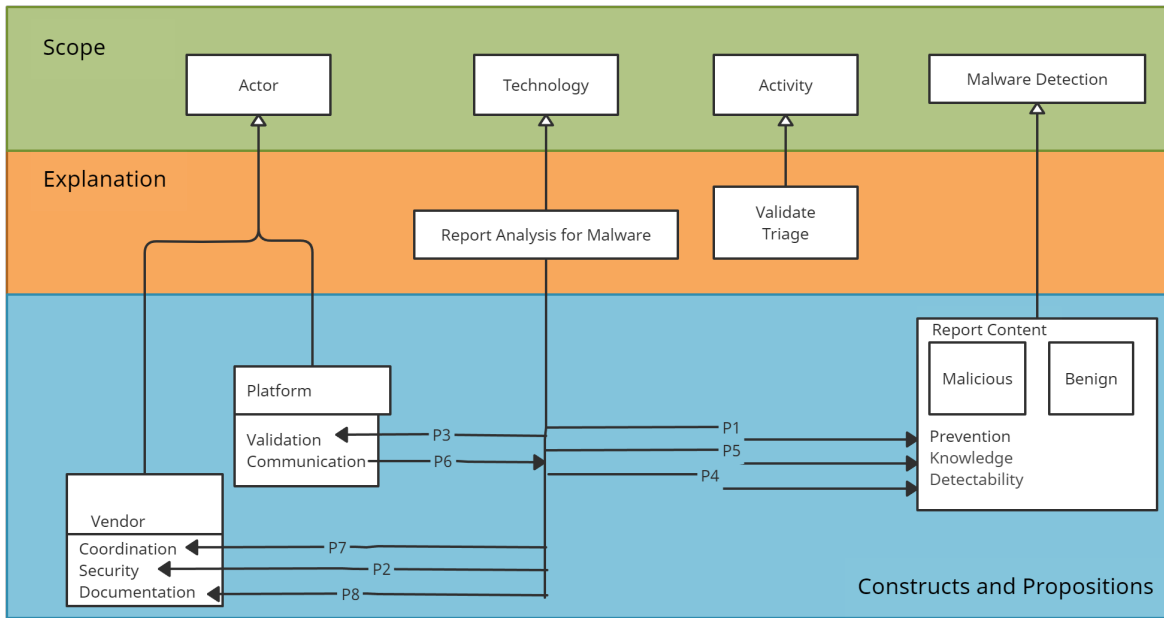 Scope
Actor
Technology
Activity
Malware Detection
Explanation
Report Analysis for Malware
Validate
Triage
Report Content
Malicious
Benign
Platform
Validation
Communication
P3
P6
P1
P5
P4
Prevention
Knowledge
Detectability
Vendor
Coordination
Security
Documentation
P7
P2
P8
Constructs and Propositions